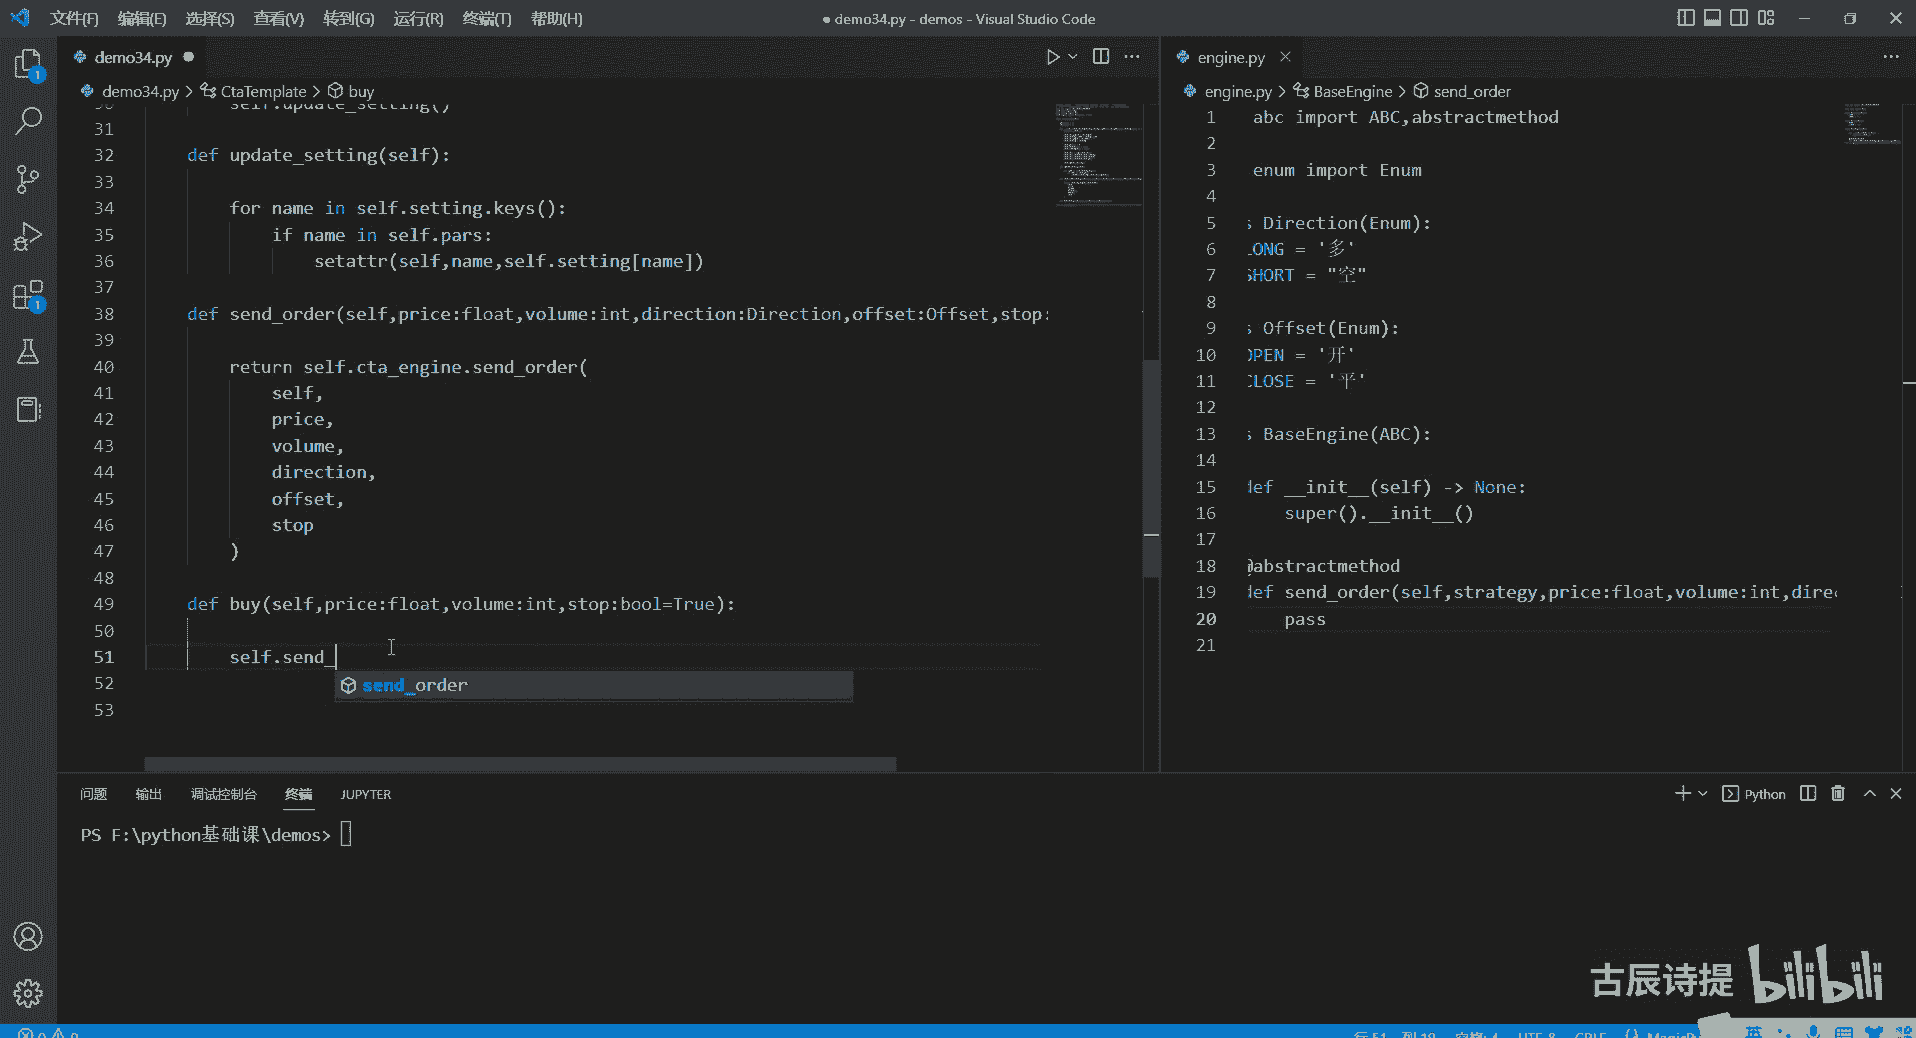 文件(F) 编辑(E) 选择(S) 查看(V) 转到(G) 运行(R) 终端(T) 帮助(H)
● demo34.py - demos - Visual Studio Code
demo34.py ●
demo34.py > CtaTemplate > buy
self.update_setting()
31
32 def update_setting(self):
33
34 for name in self.setting.keys():
35 if name in self.pars:
36 setattr(self,name,self.setting[name])
37
38 def send_order(self,price:float,volume:int,direction:Direction,offset:Offset,stop:
39
40 return self.cta_engine.send_order(
41 self,
42 price,
43 volume,
44 direction,
45 offset,
46 stop
47 )
48
49 def buy(self,price:float,volume:int,stop:bool=True):
50
51 self.send_
send_order
52
53
engine.py
engine.py > BaseEngine > send_order
1 abc import ABC,abstractmethod
2
3 enum import Enum
4
5 s Direction(Enum):
6 LONG = '多'
7 SHORT = "空"
8
9 s Offset(Enum):
10 OPEN = '开'
11 CLOSE = '平'
12
13 s BaseEngine(ABC):
14
15 def __init__(self) -> None:
16 super().__init__()
17
18 @abstractmethod
19 def send_order(self,strategy,price:float,volume:int,direc
20 pass
21
问题 输出 调试控制台 终端 JUPYTER
Python
PS F:\python基础课\demos>
1
1
古辰诗提 bilibili
英